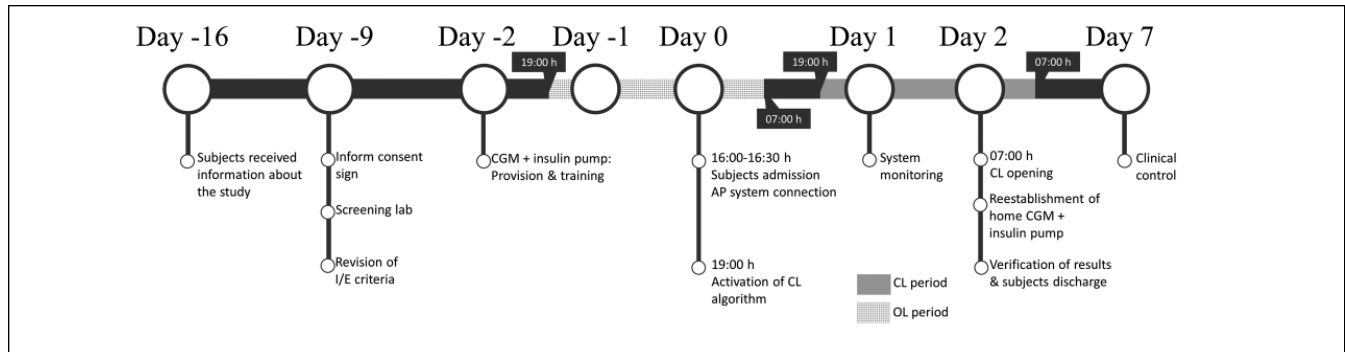 Day -16
Day -9
Day -2
Day -1
Day 0
Day 1
Day 2
Day 7
19:00 h
19:00 h
07:00 h
07:00 h
Subjects received
information about
the study
Inform consent
sign
Screening lab
Revision of
I/E criteria
CGM + insulin pump:
Provision & training
16:00-16:30 h
Subjects admission
AP system connection
19:00 h
Activation of CL
algorithm
System
monitoring
07:00 h
CL opening
Reestablishment of
home CGM +
insulin pump
Verification of results
& subjects discharge
Clinical
control
CL period
OL period